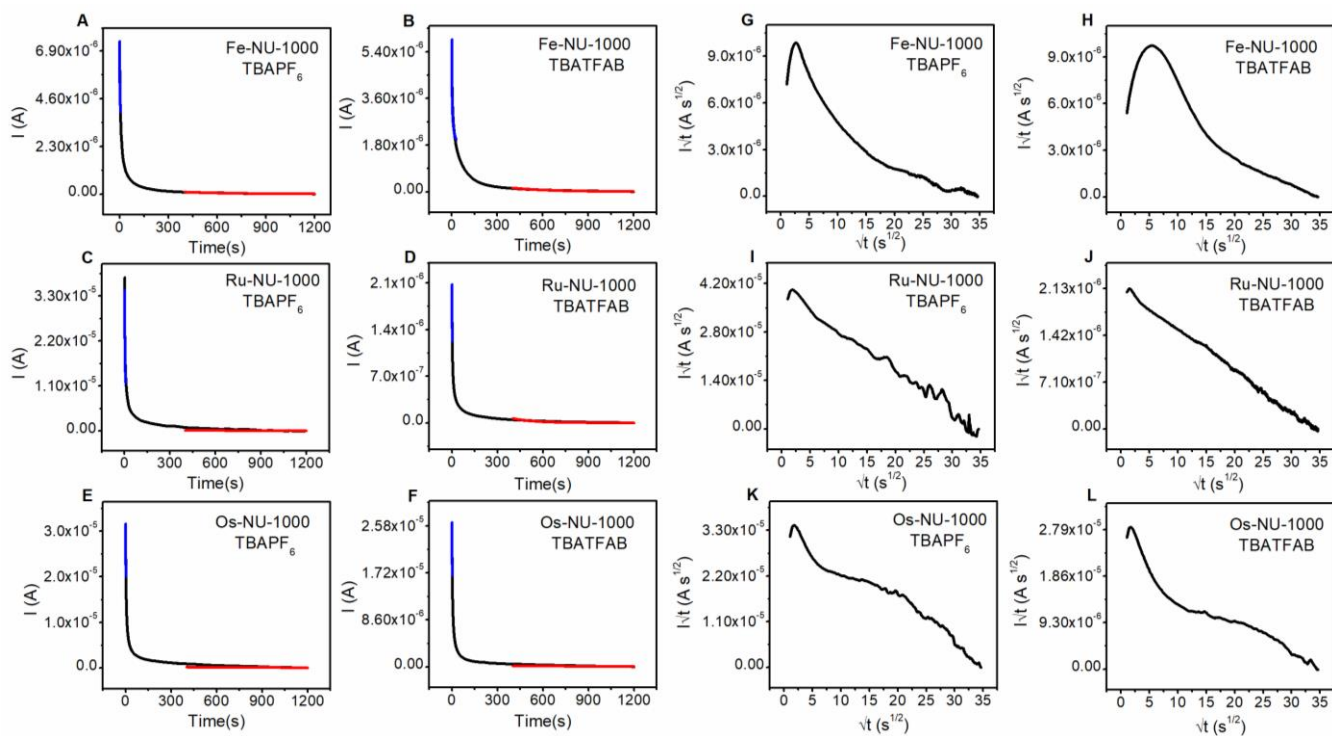 A
Fe-NU-1000
TBAPF₆
6.90x10⁻⁶
4.60x10⁻⁶
2.30x10⁻⁶
0.00
I (A)
0 300 600 900 1200
Time(s)
B
Fe-NU-1000
TBATFAB
5.40x10⁻⁶
3.60x10⁻⁶
1.80x10⁻⁶
0.00
I (A)
0 300 600 900 1200
Time(s)
G
Fe-NU-1000
TBAPF₆
9.0x10⁻⁶
6.0x10⁻⁶
3.0x10⁻⁶
0.0
I√t (A s^1/2)
0 5 10 15 20 25 30 35
√t (s^1/2)
H
Fe-NU-1000
TBATFAB
9.0x10⁻⁶
6.0x10⁻⁶
3.0x10⁻⁶
0.0
I√t (A s^1/2)
0 5 10 15 20 25 30 35
√t (s^1/2)
C
Ru-NU-1000
TBAPF₆
3.30x10⁻⁵
2.20x10⁻⁵
1.10x10⁻⁵
0.00
I (A)
0 300 600 900 1200
Time(s)
D
Ru-NU-1000
TBATFAB
2.1x10⁻⁶
1.4x10⁻⁶
7.0x10⁻⁷
0.0
I (A)
0 300 600 900 1200
Time(s)
I
Ru-NU-1000
TBAPF₆
4.20x10⁻⁵
2.80x10⁻⁵
1.40x10⁻⁵
0.00
I√t (A s^1/2)
0 5 10 15 20 25 30 35
√t (s^1/2)
J
Ru-NU-1000
TBATFAB
2.13x10⁻⁶
1.42x10⁻⁶
7.10x10⁻⁷
0.00
I√t (A s^1/2)
0 5 10 15 20 25 30 35
√t (s^1/2)
E
Os-NU-1000
TBAPF₆
3.0x10⁻⁵
2.0x10⁻⁵
1.0x10⁻⁵
0.0
I (A)
0 300 600 900 1200
Time(s)
F
Os-NU-1000
TBATFAB
2.58x10⁻⁵
1.72x10⁻⁵
8.60x10⁻⁶
0.00
I (A)
0 300 600 900 1200
Time(s)
K
Os-NU-1000
TBAPF₆
3.30x10⁻⁵
2.20x10⁻⁵
1.10x10⁻⁵
0.00
I√t (A s^1/2)
0 5 10 15 20 25 30 35
√t (s^1/2)
L
Os-NU-1000
TBATFAB
2.79x10⁻⁵
1.86x10⁻⁵
9.30x10⁻⁶
0.00
I√t (A s^1/2)
0 5 10 15 20 25 30 35
√t (s^1/2)